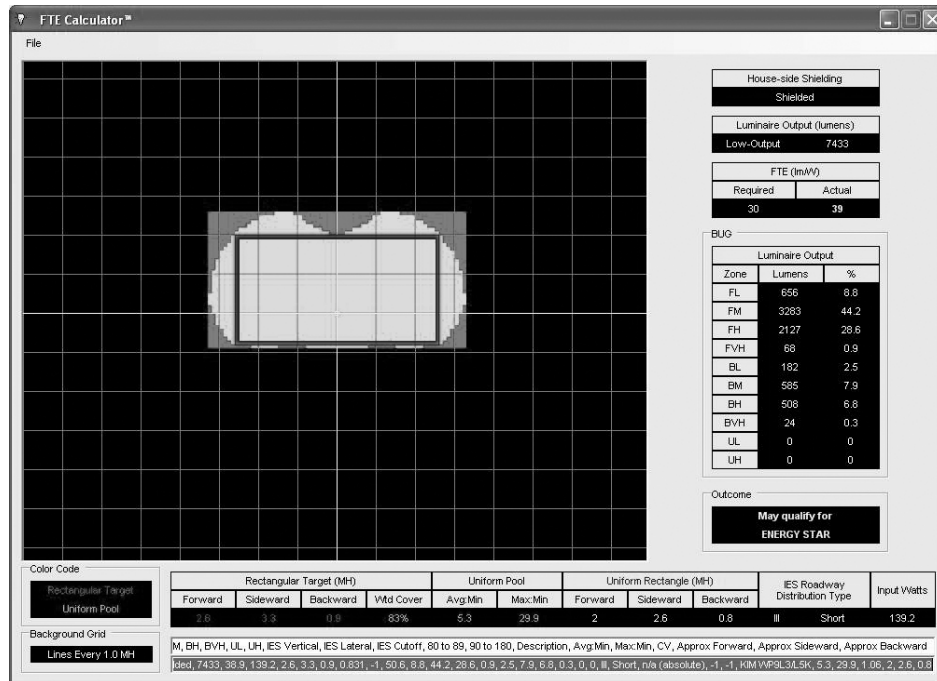 FTE Calculator™
File
House-side Shielding
Shielded
Luminaire Output (lumens)
Low-Output 7433
FTE (lm/W)
Required Actual
30 39
BUG
Luminaire Output
Zone Lumens %
FL 656 8.8
FM 3283 44.2
FH 2127 28.6
FVH 68 0.9
BL 182 2.5
BM 585 7.9
BH 508 6.8
BVH 24 0.3
UL 0 0
UH 0 0
Outcome
May qualify for
ENERGY STAR
Color Code
Rectangular Target
Uniform Pool
Background Grid
Lines Every 1.0 MH
Rectangular Target (MH) Uniform Pool Uniform Rectangle (MH) IES Roadway Distribution Type Input Watts
Forward Sideward Backward Wtd Cover Avg:Min Max:Min Forward Sideward Backward
2.6 3.3 0.9 83% 5.3 29.9 2 2.6 0.8 III Short 139.2
M, BH, BVH, UL, UH, IES Vertical, IES Lateral, IES Cutoff, 80 to 89, 90 to 180, Description, Avg:Min, Max:Min, CV, Approx Forward, Approx Sideward, Approx Backward
lded, 7433, 38.9, 139.2, 2.6, 3.3, 0.9, 0.831, -1, 50.6, 8.8, 44.2, 28.6, 0.9, 2.5, 7.9, 6.8, 0.3, 0, 0, III, Short, n/a (absolute), -1, -1, KIM WP9L3/L5K, 5.3, 29.9, 1.06, 2, 2.6, 0.8